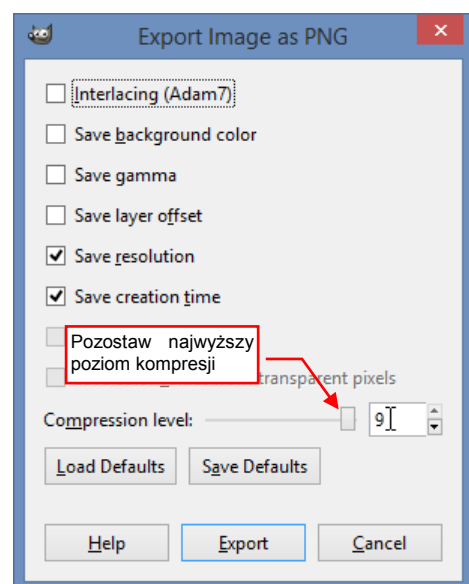 Export Image as PNG
Interlacing (Adam7)
Save background color
Save gamma
Save layer offset
Save resolution
Save creation time
Pozostaw najwyższy
poziom kompresji
transparent pixels
Compression level: 9
Load Defaults Save Defaults
Help Export Cancel